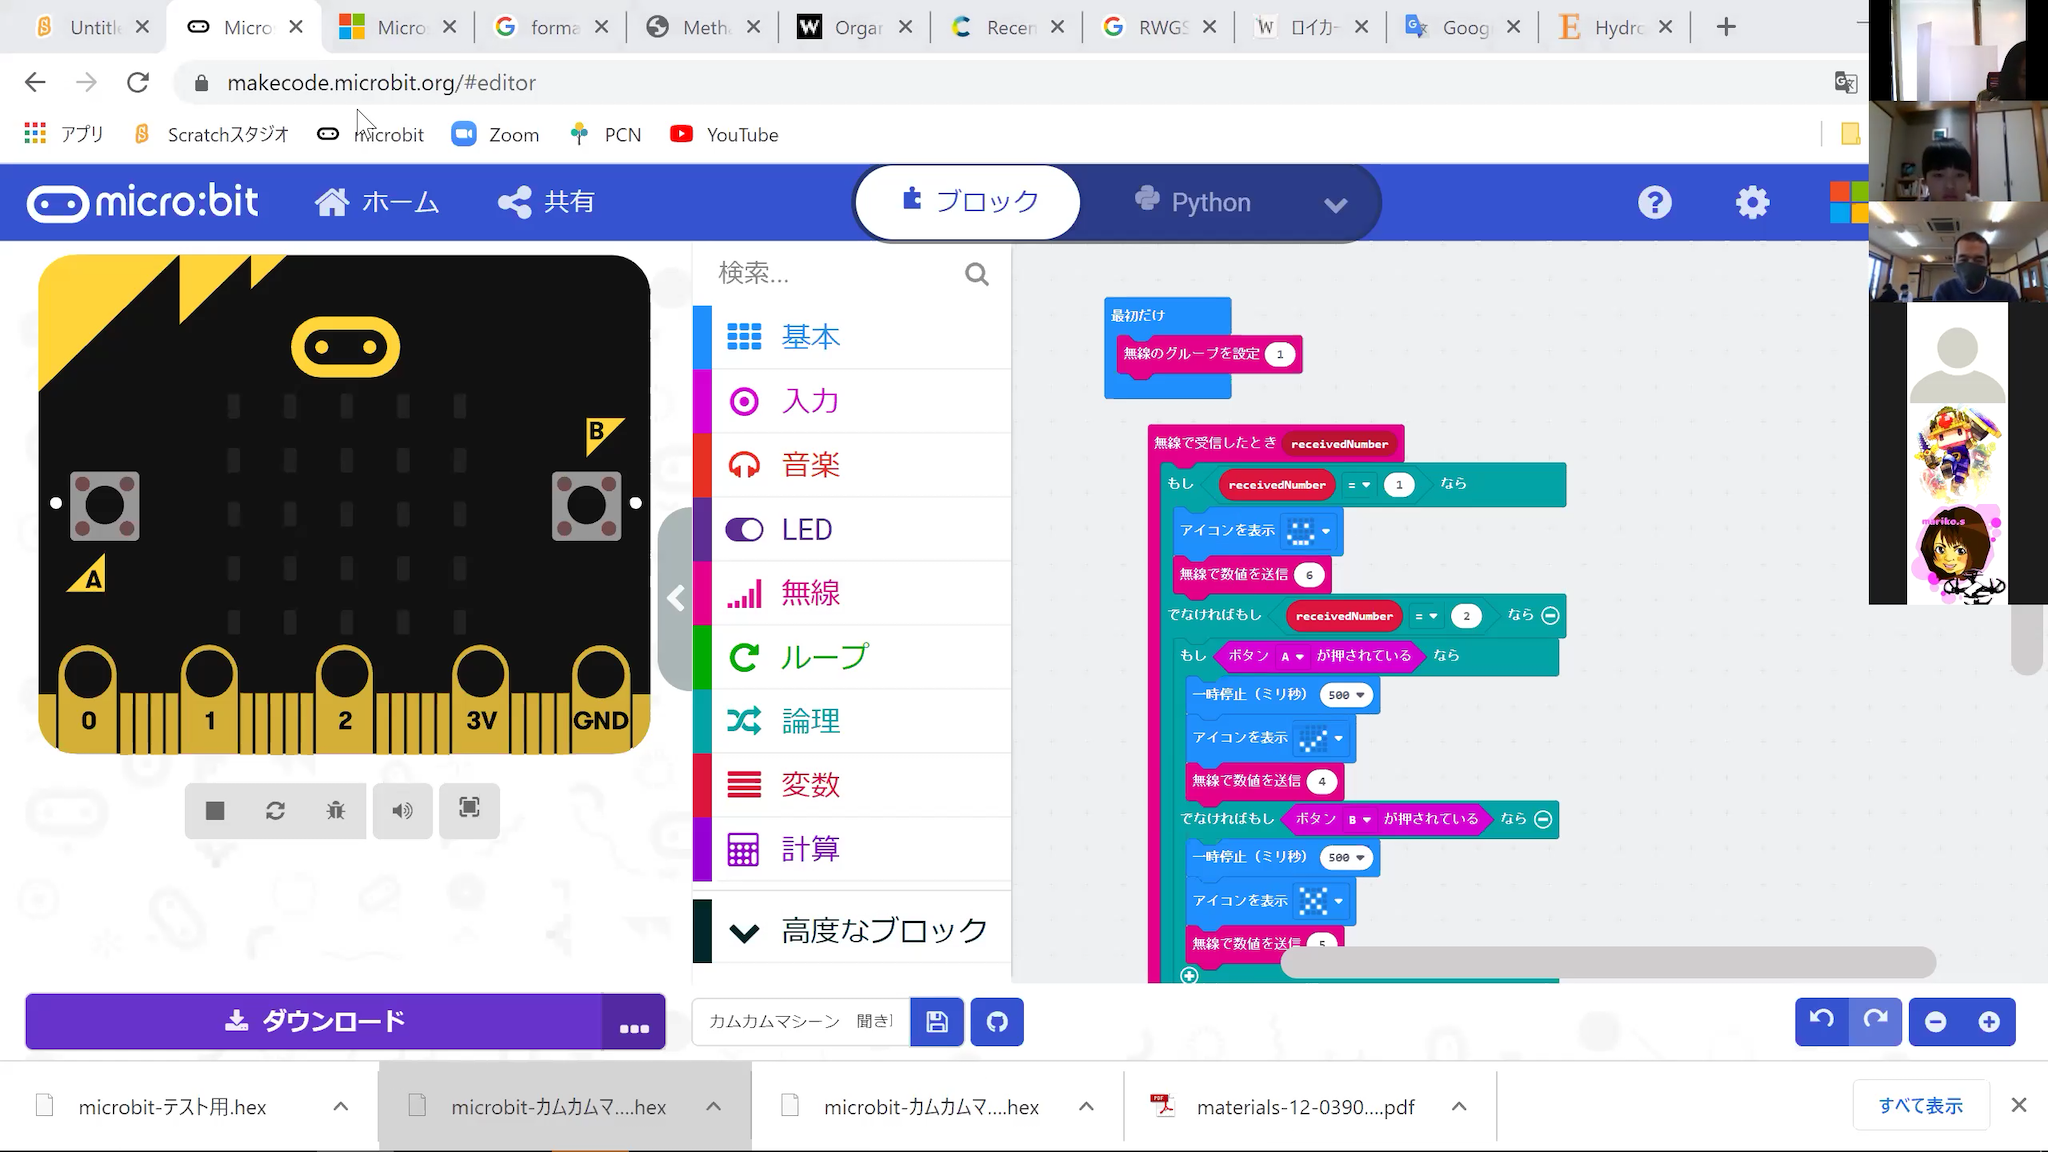 Untitle
Micro
Micro
forma
Meth
Organ
Recen
RWGS
ロイカー
Goog
Hydro
makecode.microbit.org/#editor
アプリ
Scratchスタジオ
microbit
Zoom
PCN
YouTube
micro:bit
ホーム
共有
ブロック
Python
検索...
基本
入力
音楽
LED
無線
ループ
論理
変数
計算
高度なブロック
A
B
0 1 2 3V GND
最初だけ
無線のグループを設定 1
無線で受信したとき receivedNumber
もし receivedNumber = 1 なら
アイコンを表示
無線で数値を送信 6
でなければもし receivedNumber = 2 なら
もし ボタン A が押されている なら
一時停止（ミリ秒） 500
アイコンを表示
無線で数値を送信 4
でなければもし ボタン B が押されている なら
一時停止（ミリ秒） 500
アイコンを表示
無線で数値を送信 5
mariko.s
ダウンロード
...
カムカムマシーン 聞き
microbit-テスト用.hex
microbit-カムカムマ....hex
microbit-カムカムマ....hex
materials-12-0390....pdf
すべて表示